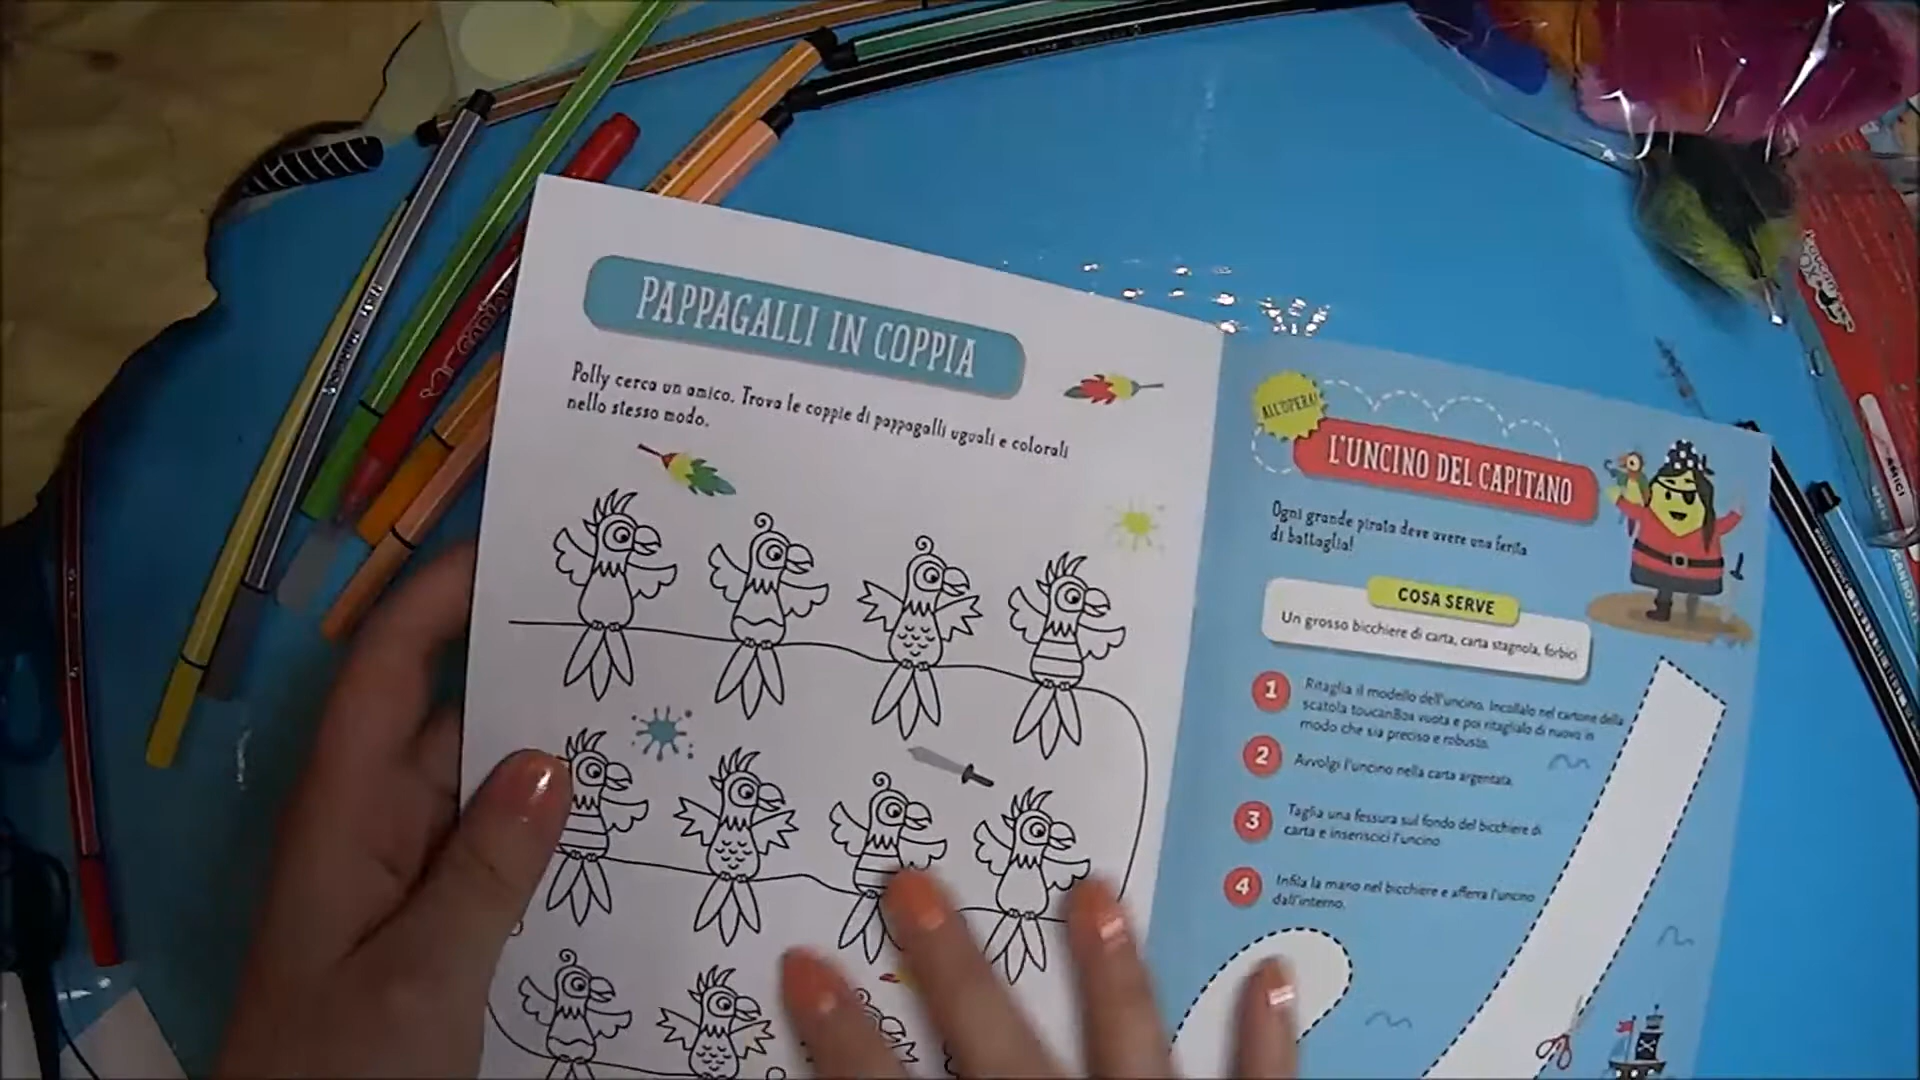 PAPPAGALLI IN COPPIA
Polly cerca un amico. Trova le coppie di pappagalli uguali e colorali
nello stesso modo.
ALL'OPERA!
L'UNCINO DEL CAPITANO
Ogni grande pirata deve avere una ferita
di battaglia!
COSA SERVE
Un grosso bicchiere di carta, carta stagnola, forbici
1 Ritaglia il modello dell'uncino. Incollalo nel cartone della
scatola toucanBox vuota e poi ritaglialo di nuovo in
modo che sia preciso e robusto.
2 Avvolgi l'uncino nella carta argentata.
3 Taglia una fessura sul fondo del bicchiere di
carta e inseriscici l'uncino
4 Infila la mano nel bicchiere e afferra l'uncino
dall'interno.
AMICI